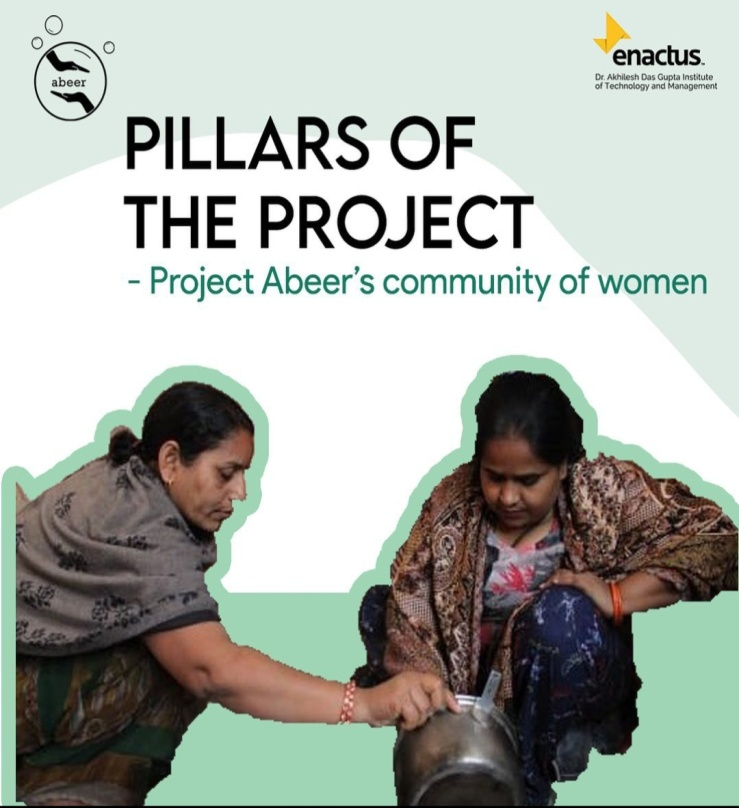 abeer
enactus.
Dr. Akhilesh Das Gupta Institute
of Technology and Management
PILLARS OF
THE PROJECT
- Project Abeer's community of women